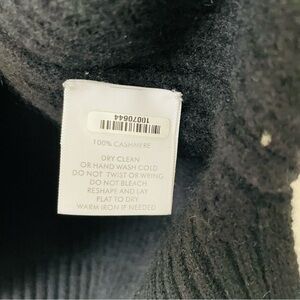 10070644
100% CASHMERE
DRY CLEAN
OR HAND WASH COLD
DO NOT TWIST OR WRING
DO NOT BLEACH
RESHAPE AND LAY
FLAT TO DRY
WARM IRON IF NEEDED